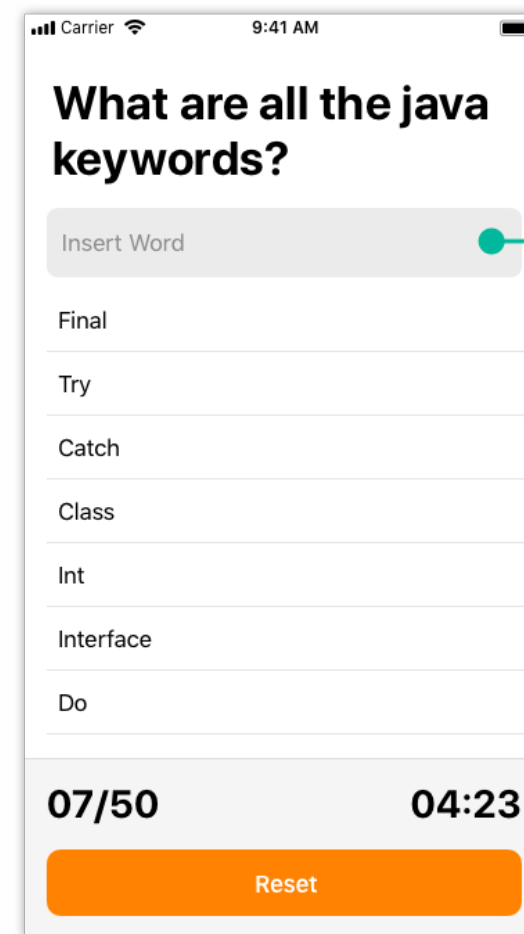 Carrier 9:41 AM
What are all the java
keywords?
Insert Word
Final
Try
Catch
Class
Int
Interface
Do
07/50 04:23
Reset